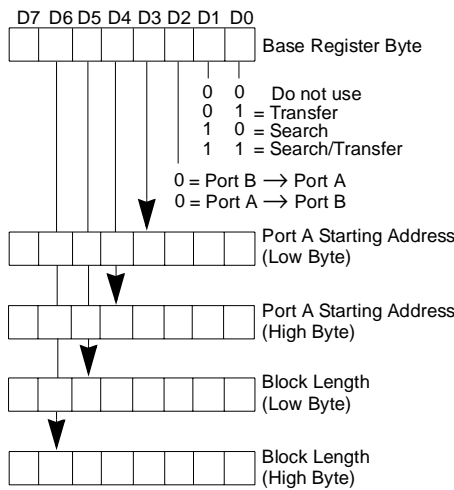 D7 D6 D5 D4 D3 D2 D1 D0
Base Register Byte
0 0 Do not use
0 1 = Transfer
1 0 = Search
1 1 = Search/Transfer
0 = Port B → Port A
0 = Port A → Port B
Port A Starting Address
(Low Byte)
Port A Starting Address
(High Byte)
Block Length
(Low Byte)
Block Length
(High Byte)